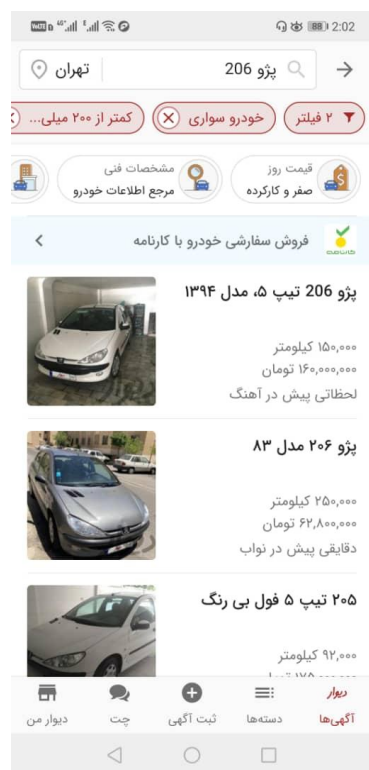 2:02
88
پژو 206
تهران
۲ فیلتر
خودرو سواری
کمتر از ۲۰۰ میلی...
قیمت روز
صفر و کارکرده
مشخصات فنی
مرجع اطلاعات خودرو
فروش سفارشی خودرو با کارنامه
پژو 206 تیپ ۵، مدل ۱۳۹۴
۱۵۰,۰۰۰ کیلومتر
۱۶۰,۰۰۰,۰۰۰ تومان
لحظاتی پیش در آهنگ
پژو ۲۰۶ مدل ۸۳
۲۵۰,۰۰۰ کیلومتر
۶۲,۸۰۰,۰۰۰ تومان
دقایقی پیش در نواب
۲۰۵ تیپ ۵ فول بی رنگ
۹۲,۰۰۰ کیلومتر
دیوار
آگهی‌ها
دسته‌ها
ثبت آگهی
چت
دیوار من